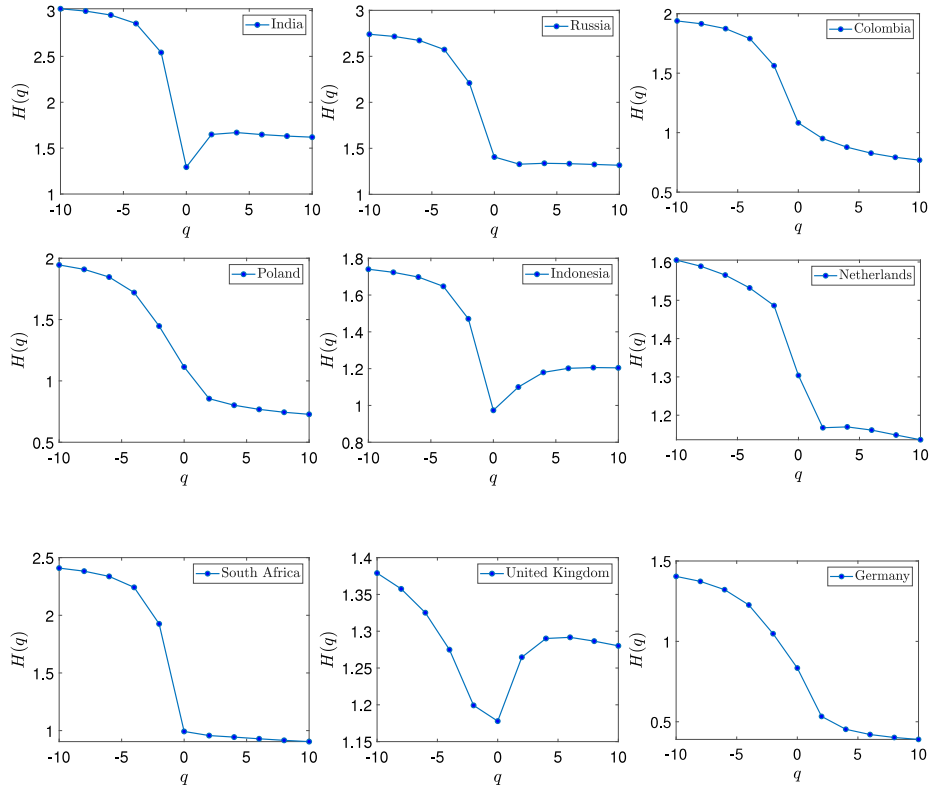 3
2.5
2
1.5
1
H(q)
India
-10 -5 0 5 10
q
3
2.5
2
1.5
1
H(q)
Russia
-10 -5 0 5 10
q
2
1.5
1
0.5
H(q)
Colombia
-10 -5 0 5 10
q
2
1.5
1
0.5
H(q)
Poland
-10 -5 0 5 10
q
1.8
1.6
1.4
1.2
1
0.8
H(q)
Indonesia
-10 -5 0 5 10
q
1.6
1.5
1.4
1.3
1.2
H(q)
Netherlands
-10 -5 0 5 10
q
2.5
2
1.5
1
H(q)
South Africa
-10 -5 0 5 10
q
1.4
1.35
1.3
1.25
1.2
1.15
H(q)
United Kingdom
-10 -5 0 5 10
q
1.5
1
0.5
H(q)
Germany
-10 -5 0 5 10
q